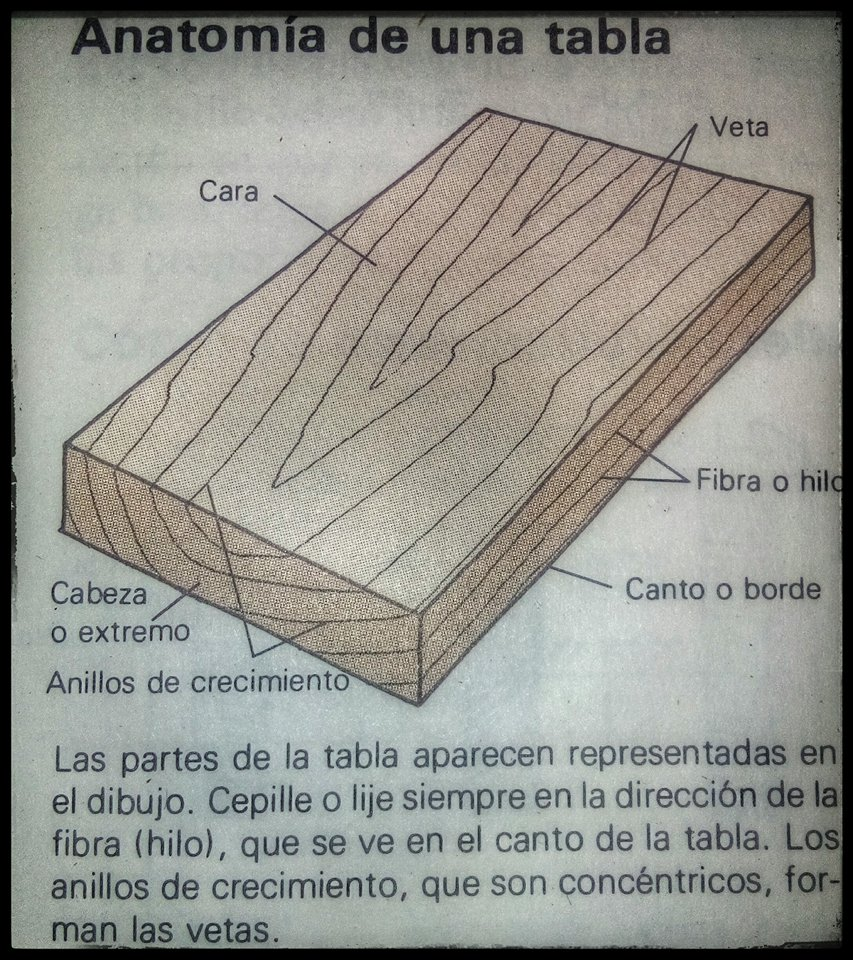 Anatomía de una tabla
Veta
Cara
Fibra o hilo
Canto o borde
Cabeza
o extremo
Anillos de crecimiento
Las partes de la tabla aparecen representadas en
el dibujo. Cepille o lije siempre en la dirección de la
fibra (hilo), que se ve en el canto de la tabla. Los
anillos de crecimiento, que son concéntricos, for-
man las vetas.